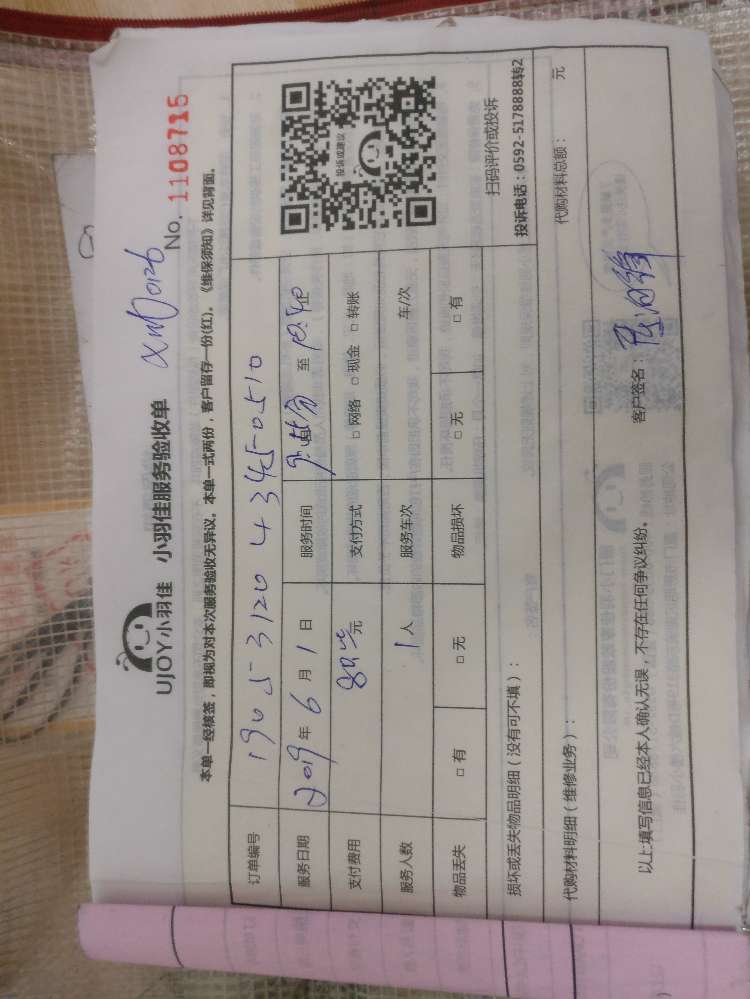 UJOY小羽佳 小羽佳服务验收单 XMD0126
No. 1108715
本单一经核签，即视为对本次服务验收无异议。本单一式两份，客户留存一份(红)。《维保须知》详见背面。
订单编号 1905312043450510
服务日期 2019年6月1日 服务时间 至
支付费用 元 支付方式 □网络 □现金 □转账
服务人数 1人 服务车次 车/次
物品丢失 □有 □无 物品损坏 □无 □有
投诉或建议
扫码评价或投诉
投诉电话：0592-5178888转2
损坏或丢失物品明细（没有可不填）：
代购材料明细（维修业务）： 代购材料总额： 元
以上填写信息已经本人确认无误，不存在任何争议纠纷。 客户签名：